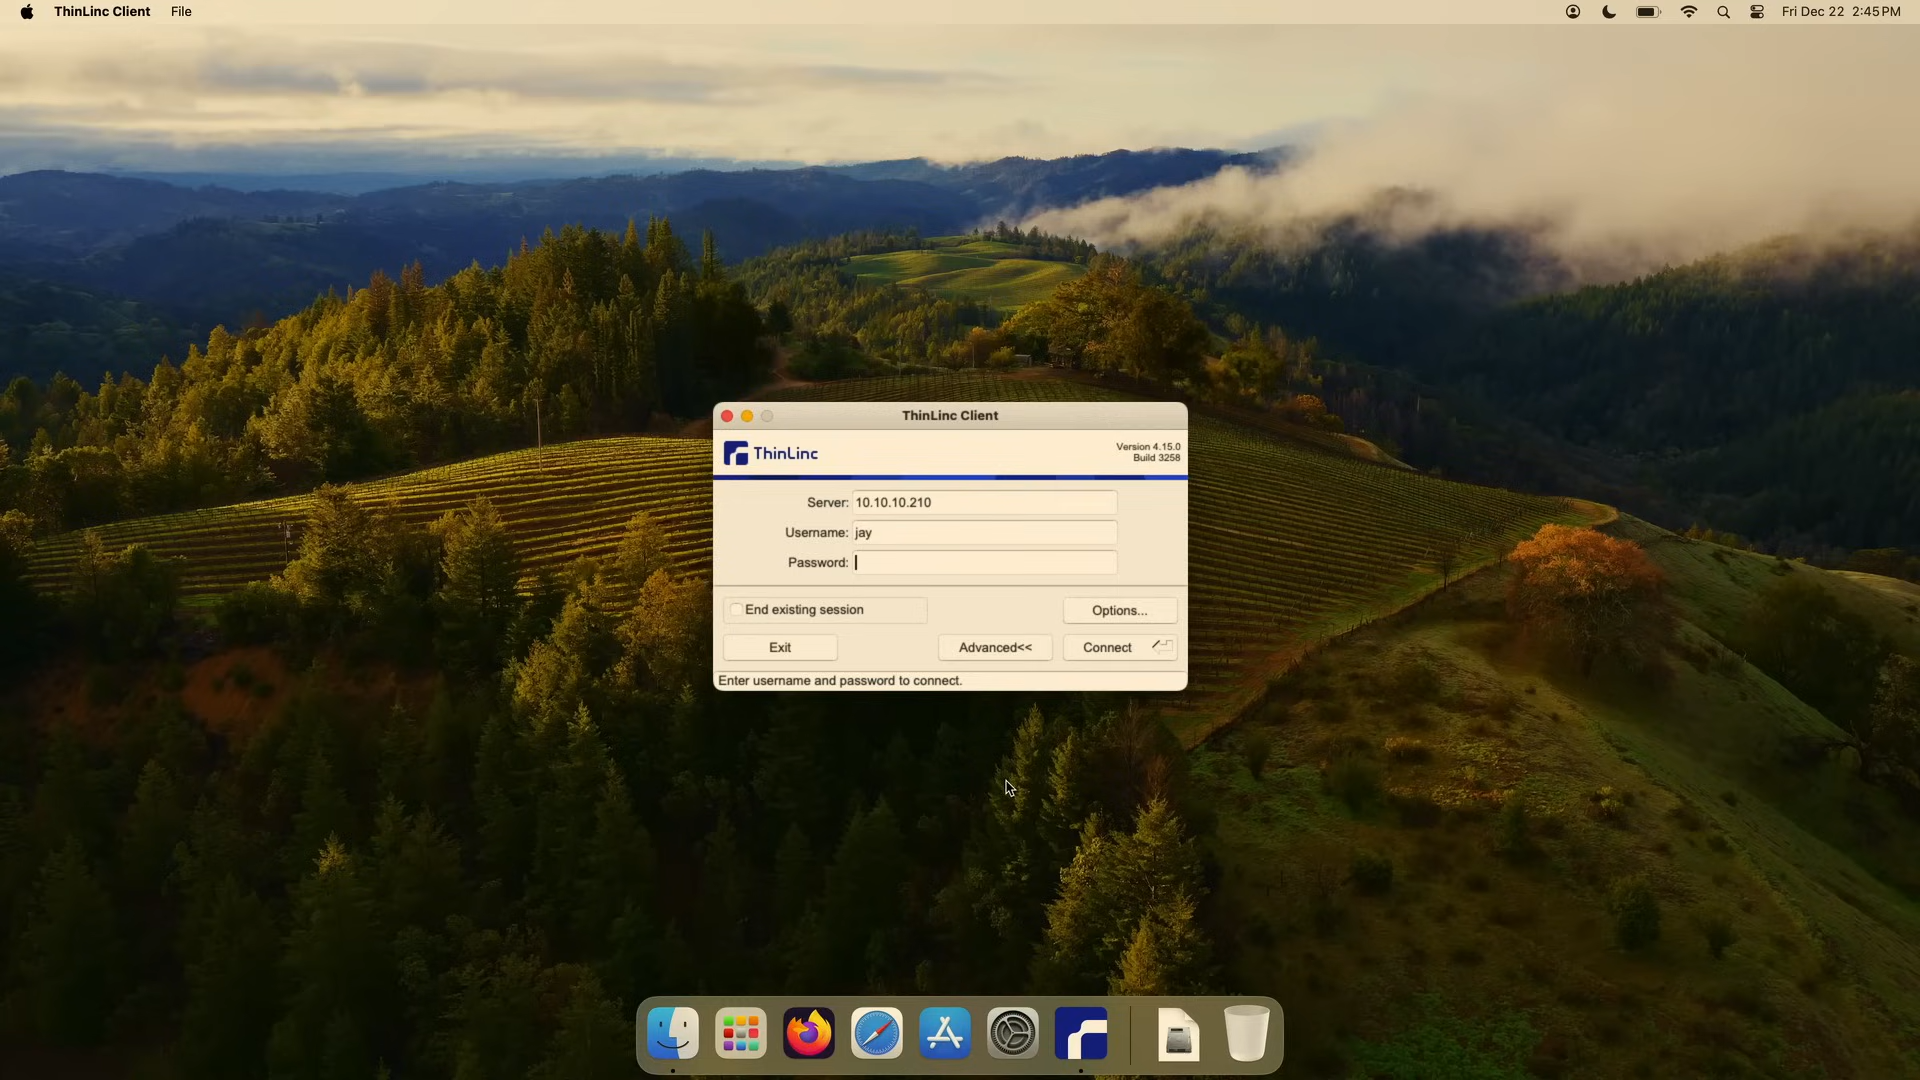 ThinLinc Client File Fri Dec 22 2:45 PM
ThinLinc Client
ThinLinc
Version 4.15.0
Build 3258
Server: 10.10.10.210
Username: jay
Password:
End existing session
Options...
Exit
Advanced<<
Connect
Enter username and password to connect.